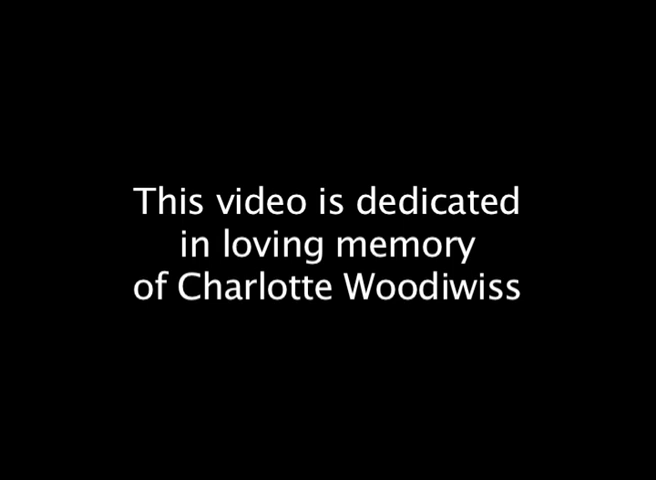 This video is dedicated
in loving memory
of Charlotte Woodiwiss